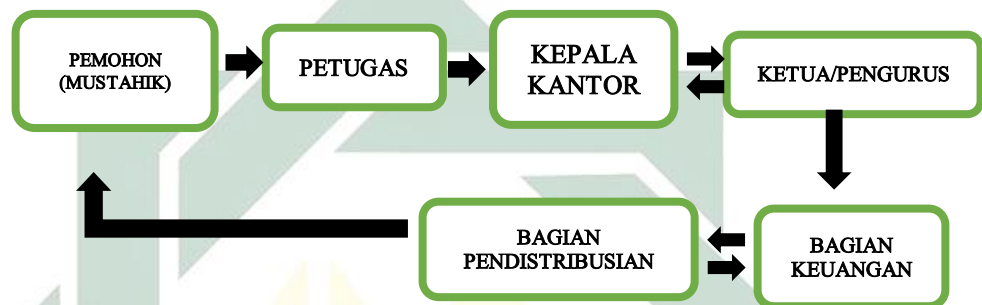 PEMOHON
(MUSTAHIK)
PETUGAS
KEPALA
KANTOR
KETUA/PENGURUS
BAGIAN
PENDISTRIBUSIAN
BAGIAN
KEUANGAN